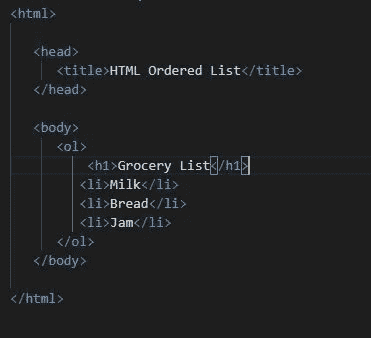 <html>
<head>
<title>HTML Ordered List</title>
</head>
<body>
<ol>
<h1>Grocery List</h1>
<li>Milk</li>
<li>Bread</li>
<li>Jam</li>
</ol>
</body>
</html>